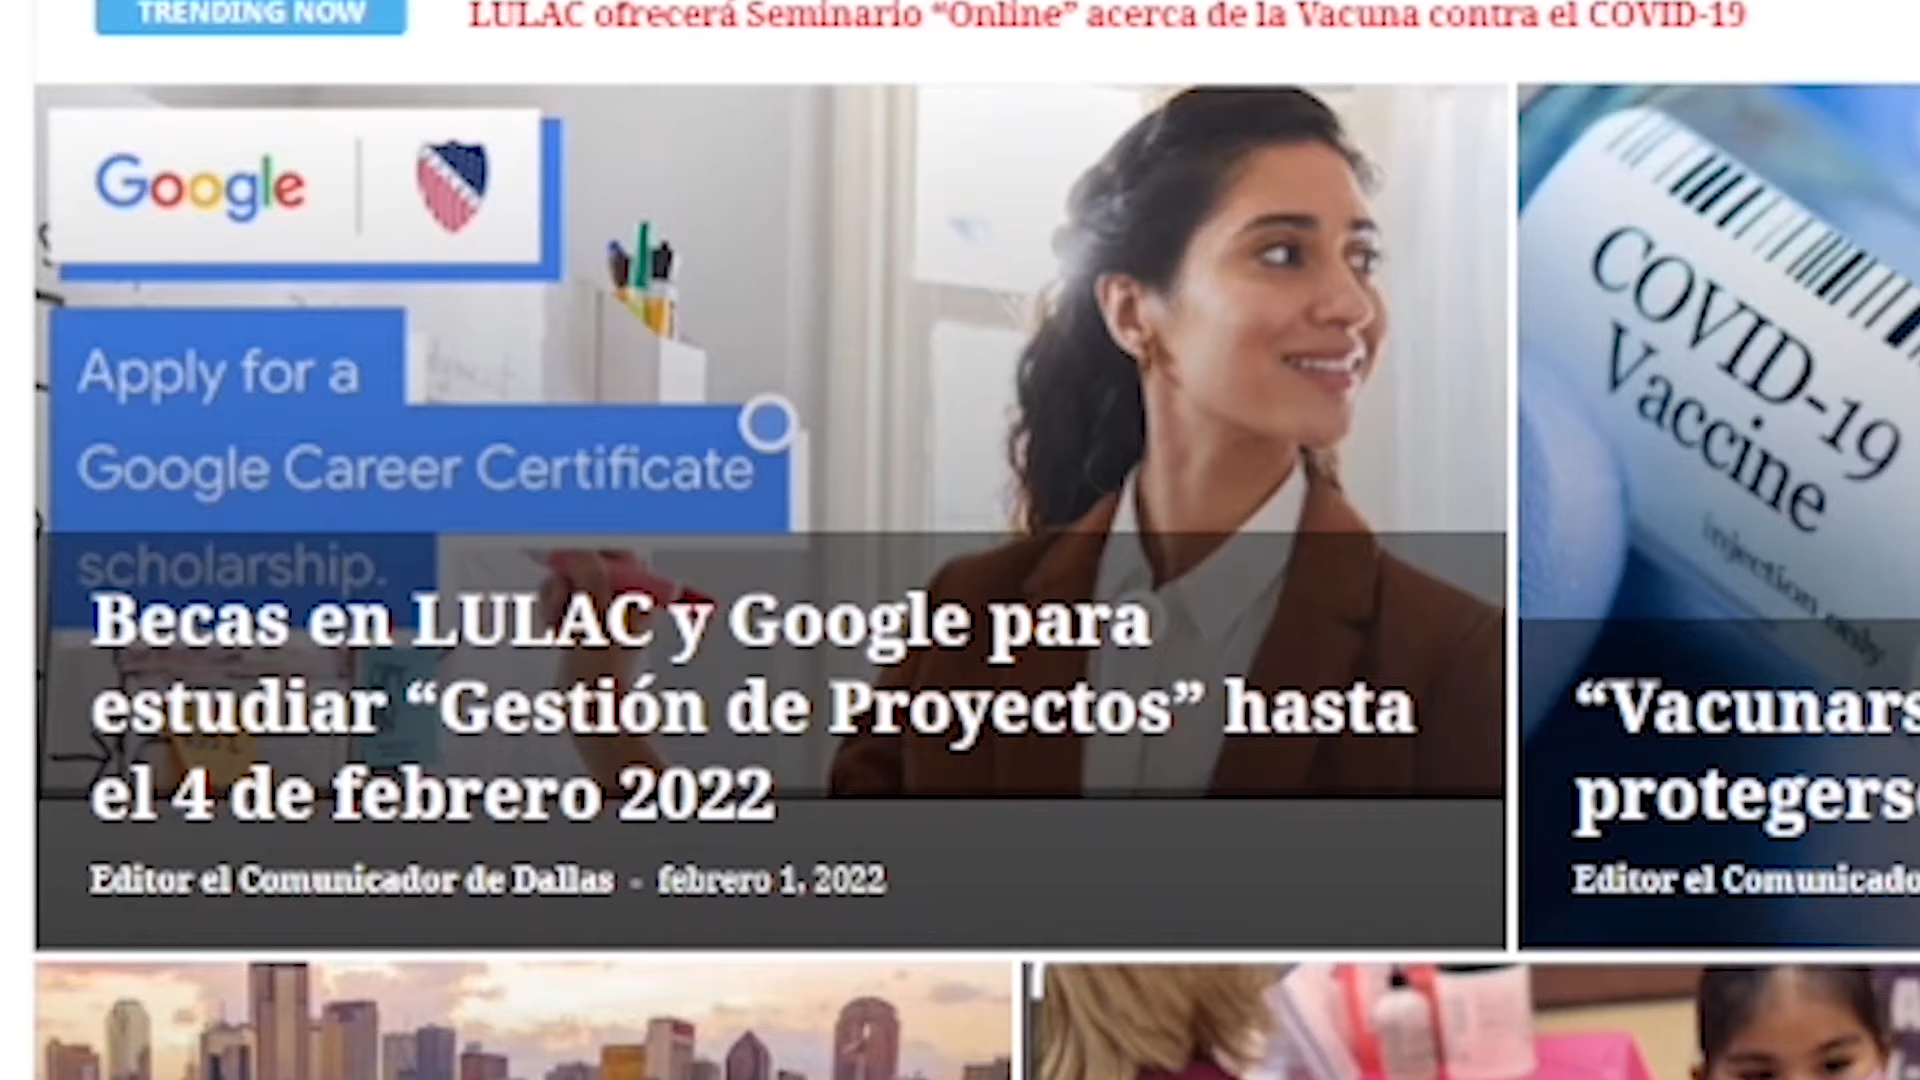 TRENDING NOW
LULAC ofrecerá Seminario “Online” acerca de la Vacuna contra el COVID-19
Google
Apply for a
Google Career Certificate
scholarship.
Becas en LULAC y Google para
estudiar “Gestión de Proyectos” hasta
el 4 de febrero 2022
Editor el Comunicador de Dallas - febrero 1, 2022
COVID-19
Vaccine
injection only
“Vacunars
protegers
Editor el Comunicado